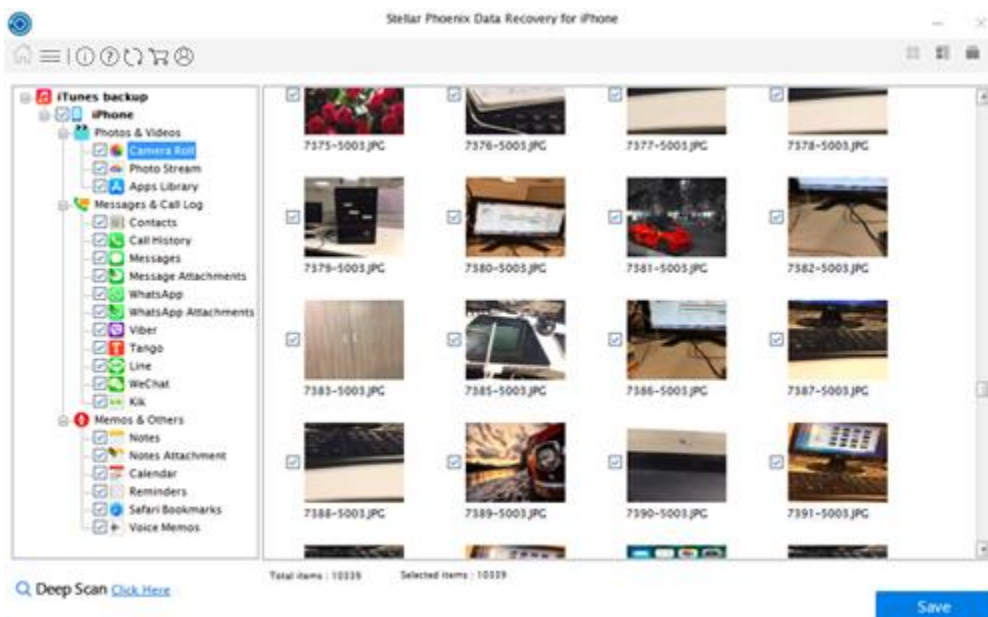 Stellar Phoenix Data Recovery for iPhone
iTunes backup
iPhone
Photos & Videos
Camera Roll
Photo Stream
Apps Library
Messages & Call Log
Contacts
Call History
Messages
Message Attachments
WhatsApp
WhatsApp Attachments
Viber
Tango
Line
WeChat
Kik
Memos & Others
Notes
Notes Attachment
Calendar
Reminders
Safari Bookmarks
Voice Memos
7375-5003.JPG 7376-5003.JPG 7377-5003.JPG 7378-5003.JPG
7379-5003.JPG 7380-5003.JPG 7381-5003.JPG 7382-5003.JPG
7383-5003.JPG 7385-5003.JPG 7386-5003.JPG 7387-5003.JPG
7388-5003.JPG 7389-5003.JPG 7390-5003.JPG 7391-5003.JPG
Total items : 10339 Selected items : 10339
Deep Scan Click Here
Save